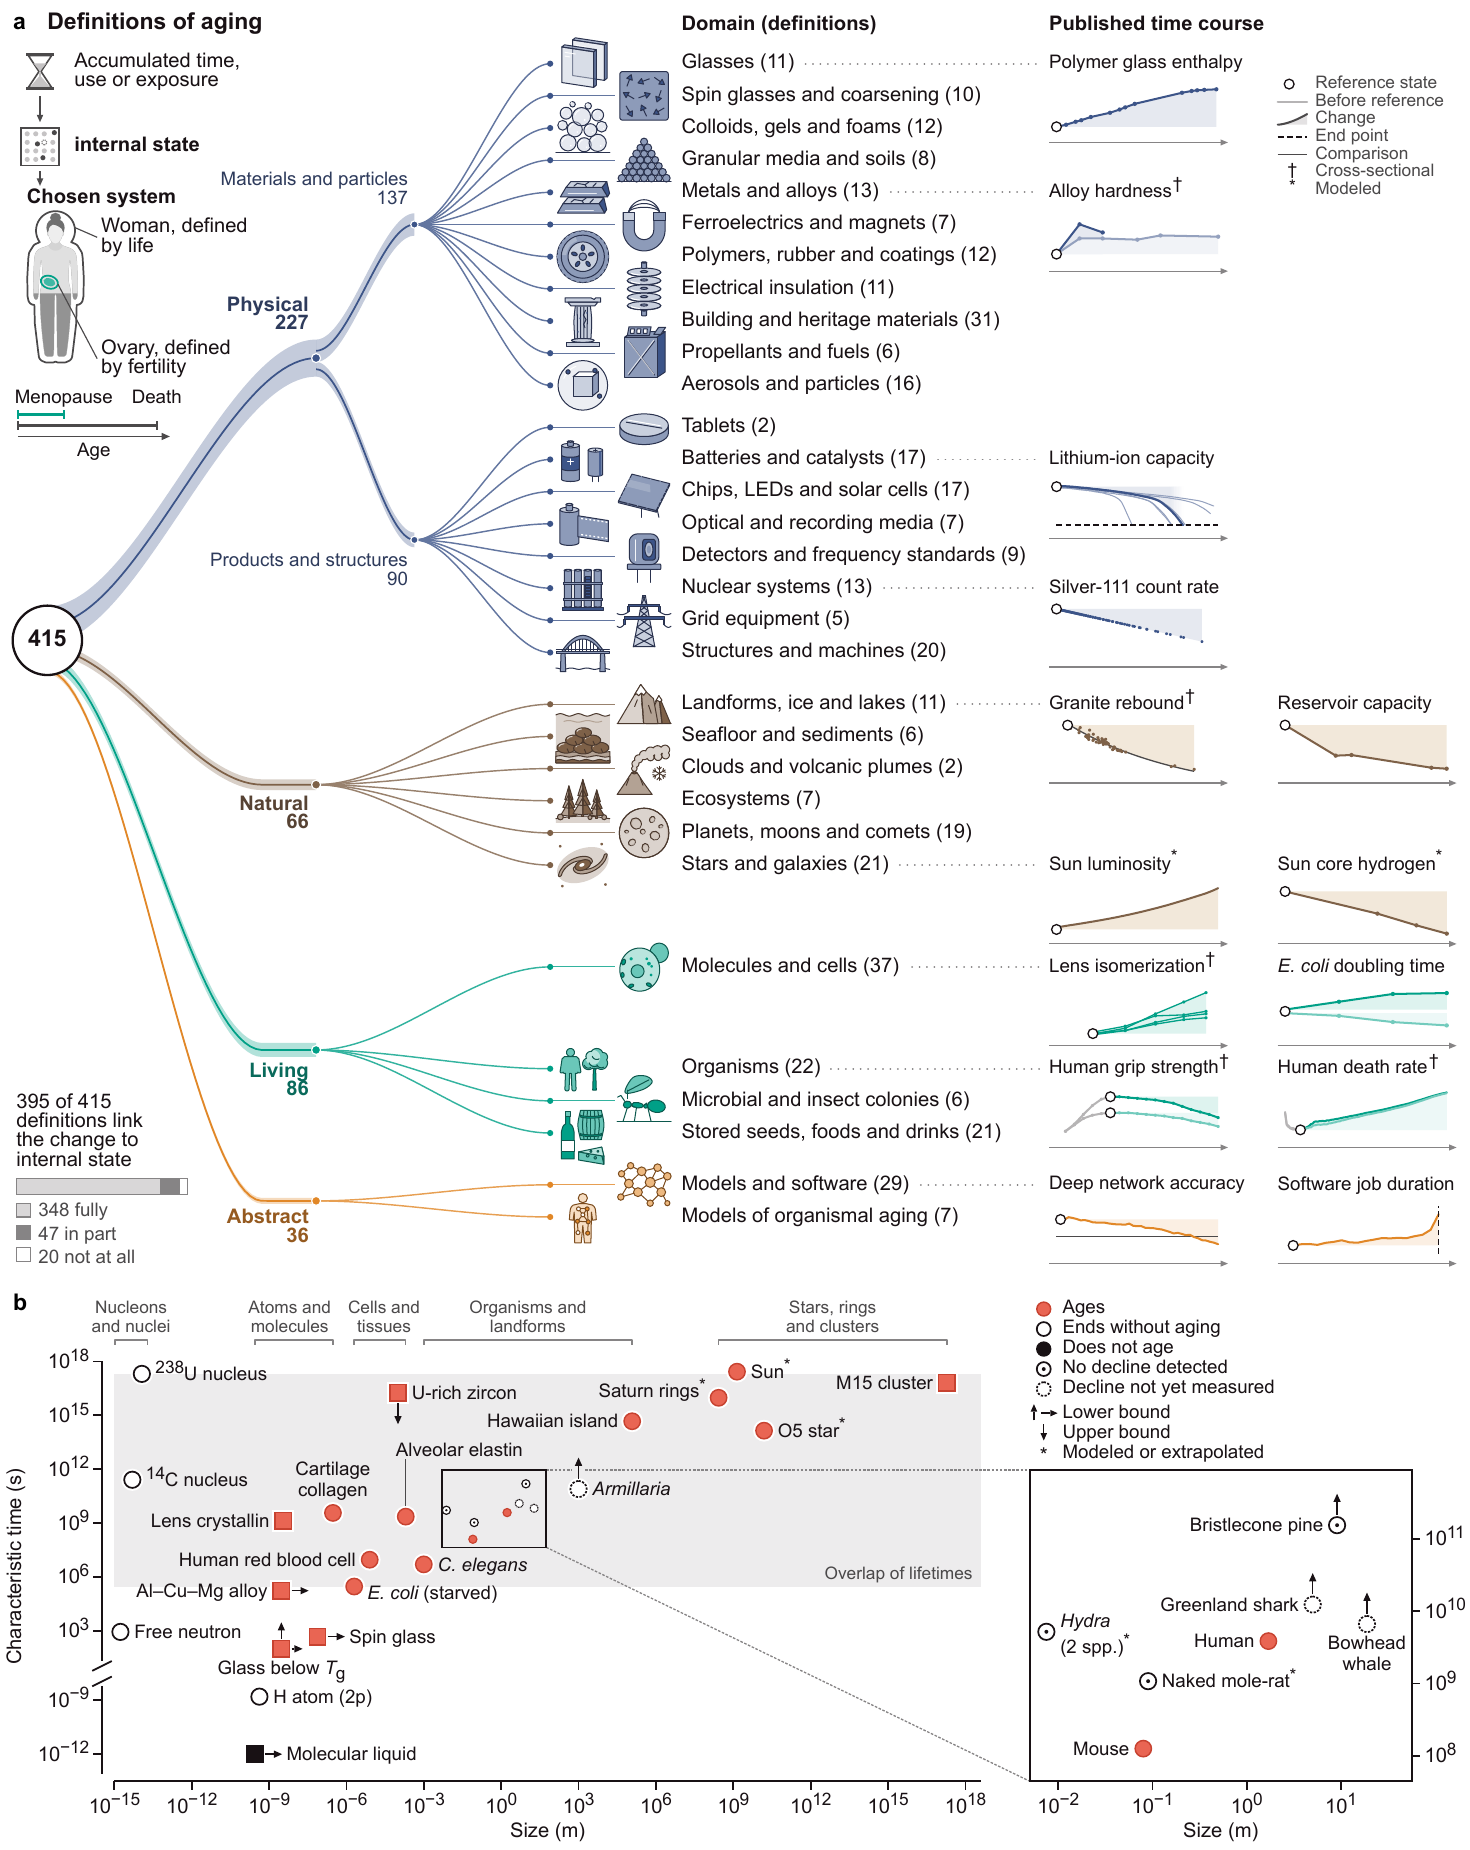 a Definitions of aging
Accumulated time,
use or exposure
internal state
Chosen system
Woman, defined
by life
Ovary, defined
by fertility
Menopause Death
Age
415
Physical
227
Materials and particles
137
Products and structures
90
Natural
66
Living
86
Abstract
36
395 of 415
definitions link
the change to
internal state
348 fully
47 in part
20 not at all
Domain (definitions)
Glasses (11)
Spin glasses and coarsening (10)
Colloids, gels and foams (12)
Granular media and soils (8)
Metals and alloys (13)
Ferroelectrics and magnets (7)
Polymers, rubber and coatings (12)
Electrical insulation (11)
Building and heritage materials (31)
Propellants and fuels (6)
Aerosols and particles (16)
Tablets (2)
Batteries and catalysts (17)
Chips, LEDs and solar cells (17)
Optical and recording media (7)
Detectors and frequency standards (9)
Nuclear systems (13)
Grid equipment (5)
Structures and machines (20)
Landforms, ice and lakes (11)
Seafloor and sediments (6)
Clouds and volcanic plumes (2)
Ecosystems (7)
Planets, moons and comets (19)
Stars and galaxies (21)
Molecules and cells (37)
Organisms (22)
Microbial and insect colonies (6)
Stored seeds, foods and drinks (21)
Models and software (29)
Models of organismal aging (7)
Published time course
Polymer glass enthalpy
Reference state
Before reference
Change
End point
Comparison
† Cross-sectional
* Modeled
Alloy hardness†
Lithium-ion capacity
Silver-111 count rate
Granite rebound† Reservoir capacity
Sun luminosity* Sun core hydrogen*
Lens isomerization† E. coli doubling time
Human grip strength† Human death rate†
Deep network accuracy Software job duration
b
Nucleons
and nuclei
Atoms and
molecules
Cells and
tissues
Organisms and
landforms
Stars, rings
and clusters
Ages
Ends without aging
Does not age
No decline detected
Decline not yet measured
Lower bound
Upper bound
* Modeled or extrapolated
Characteristic time (s)
10¹⁸
10¹⁵
10¹²
10⁹
10⁶
10³
10⁻⁹
10⁻¹²
²³⁸U nucleus
U-rich zircon
Sun*
Saturn rings*
M15 cluster
Hawaiian island
O5 star*
Alveolar elastin
¹⁴C nucleus
Cartilage
collagen
Armillaria
Lens crystallin
Human red blood cell
C. elegans
Al–Cu–Mg alloy
E. coli (starved)
Overlap of lifetimes
Free neutron
Spin glass
Glass below Tg
H atom (2p)
Molecular liquid
10⁻¹⁵ 10⁻¹² 10⁻⁹ 10⁻⁶ 10⁻³ 10⁰ 10³ 10⁶ 10⁹ 10¹² 10¹⁵ 10¹⁸
Size (m)
Bristlecone pine
Greenland shark
Hydra
(2 spp.)*
Human
Bowhead
whale
Naked mole-rat*
Mouse
10¹¹
10¹⁰
10⁹
10⁸
10⁻² 10⁻¹ 10⁰ 10¹
Size (m)